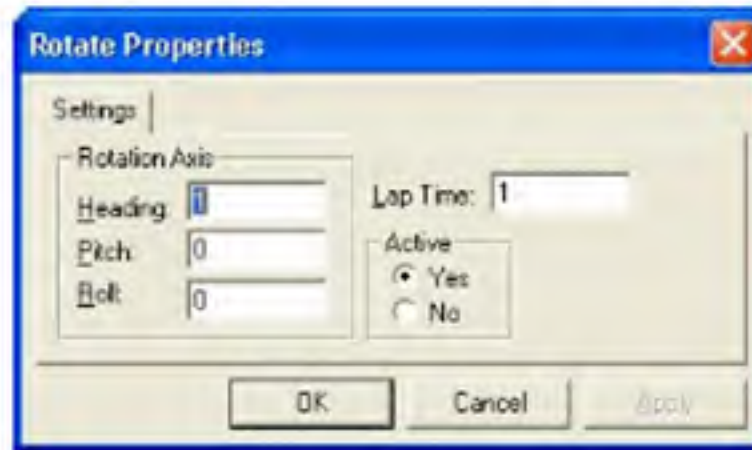 Rotate Properties
Settings
Rotation Axis
Heading: 1
Pitch: 0
Roll: 0
Lap Time: 1
Active
Yes
No
OK Cancel Apply